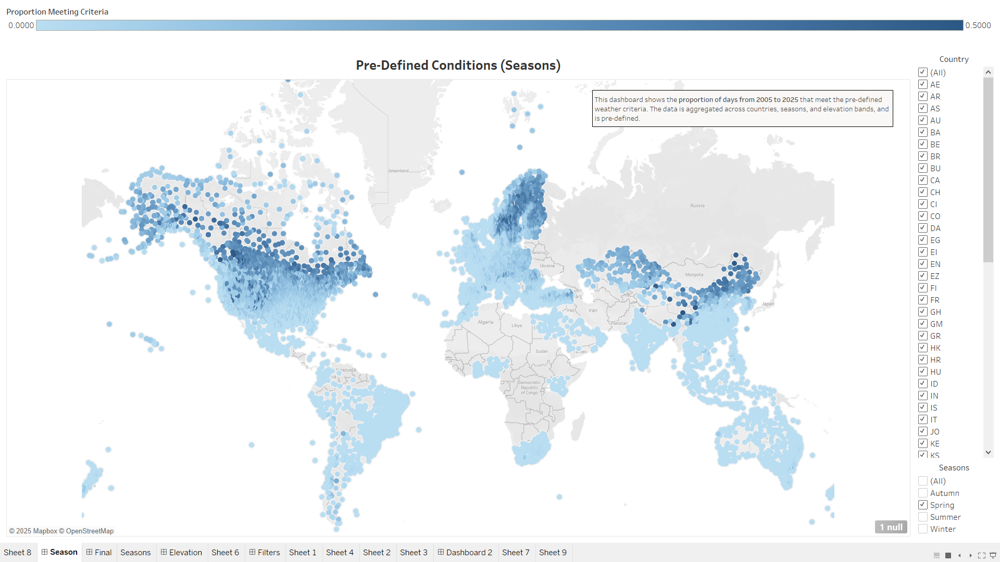 Proportion Meeting Criteria
0.0000
0.5000
Pre-Defined Conditions (Seasons)
This dashboard shows the proportion of days from 2005 to 2025 that meet the pre-defined
weather criteria. The data is aggregated across countries, seasons, and elevation bands, and
is pre-defined.
Greenland
Russia
Belarus
Ukraine
Mongolia
Japan
Iraq
Iran
Pakistan
Algeria
Libya
Sudan
Yemen
Venezuela
Democratic
Republic
of Congo
© 2025 Mapbox © OpenStreetMap
1 null
Country
(All)
AE
AR
AS
AU
BA
BE
BR
BU
CA
CH
CI
CO
DA
EG
EI
EN
EZ
FI
FR
GH
GM
GR
HK
HR
HU
ID
IN
IS
IT
JO
KE
KS
Seasons
(All)
Autumn
Spring
Summer
Winter
Sheet 8
Season
Final
Seasons
Elevation
Sheet 6
Filters
Sheet 1
Sheet 4
Sheet 2
Sheet 3
Dashboard 2
Sheet 7
Sheet 9